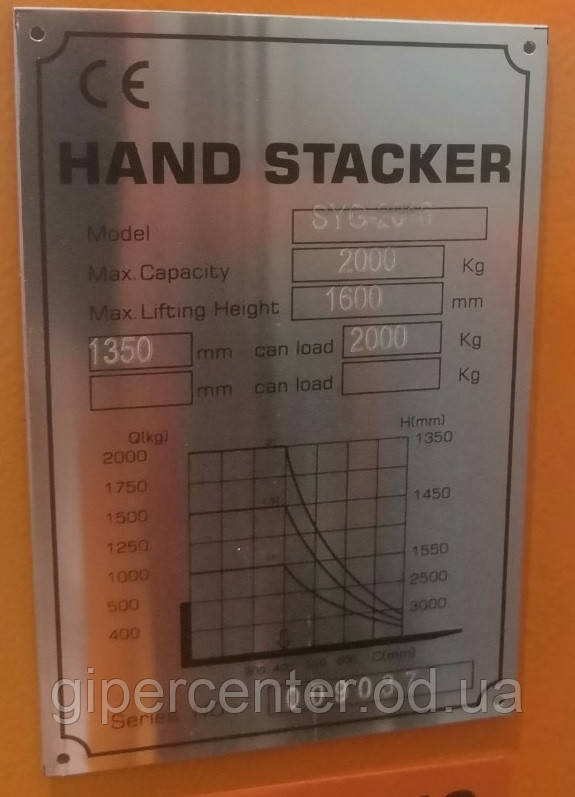 CE
HAND STACKER
Model
Max. Capacity 2000 Kg
Max. Lifting Height 1600 mm
1350 mm can load 2000 Kg
mm can load Kg
Q(kg) H(mm)
2000 1350
1750
1500 1450
1250
1000 1550
2500
500 3000
400
C(mm)
gipercenter.od.ua